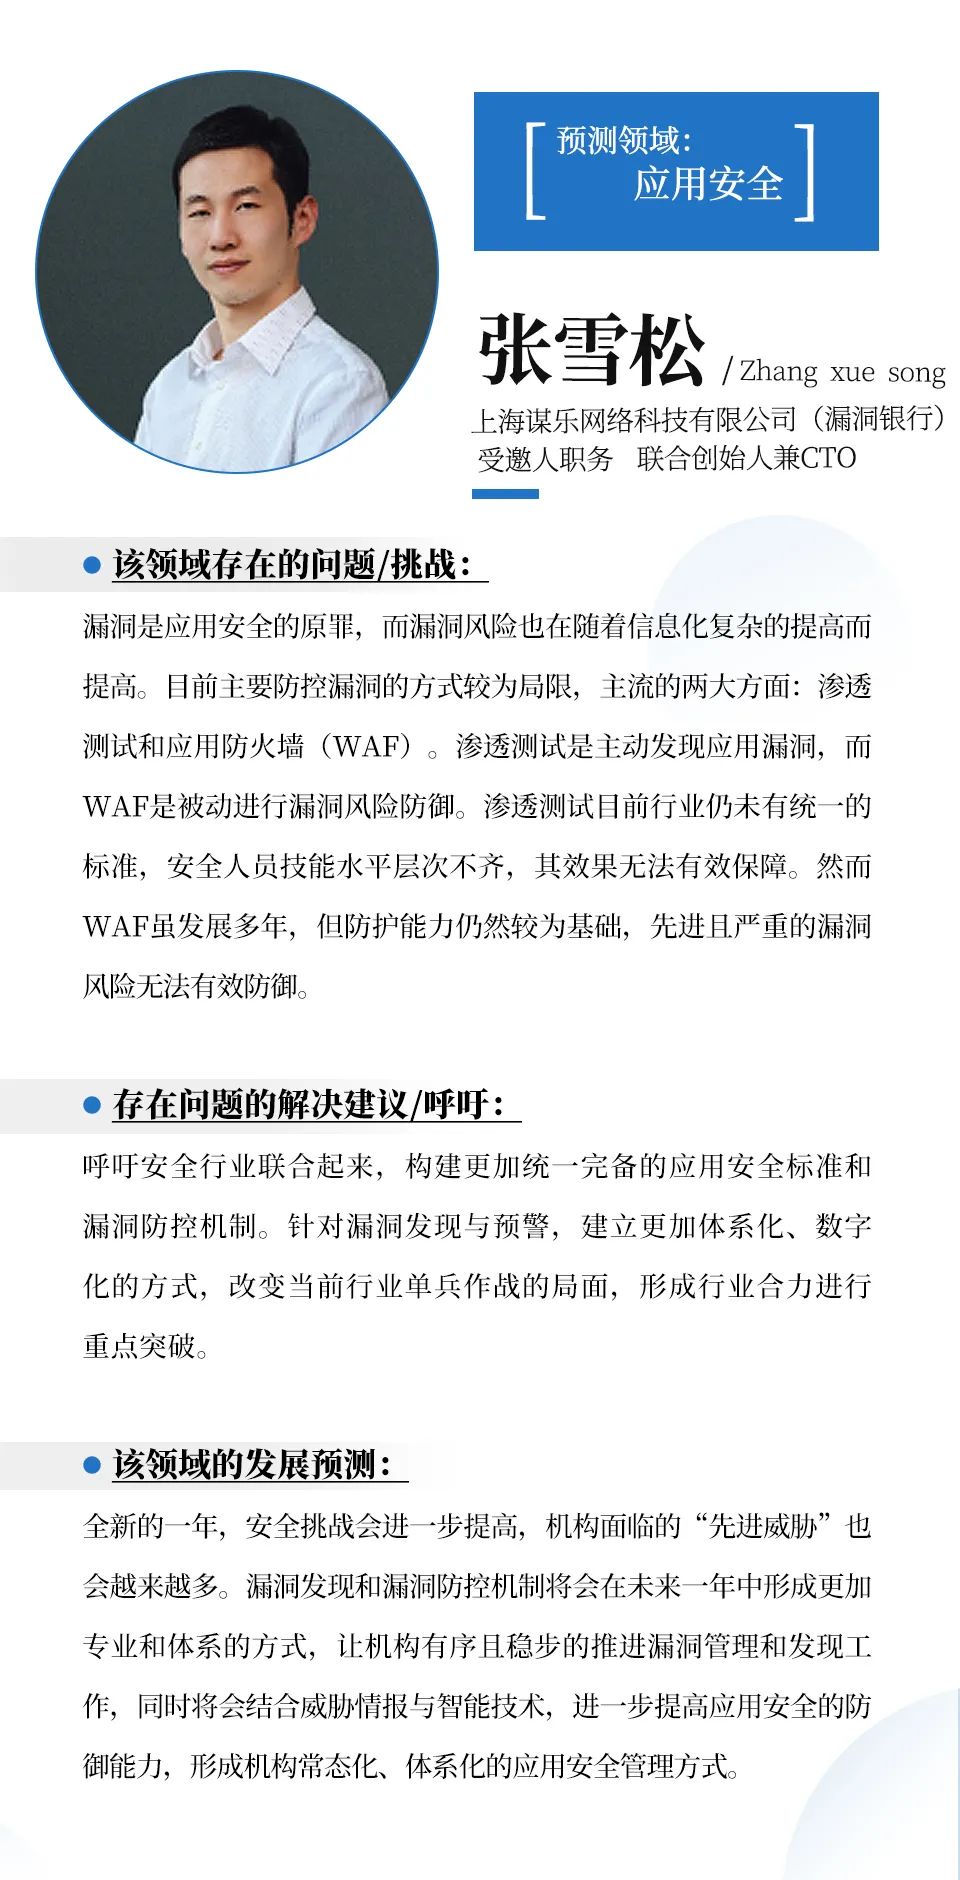 预测领域：
应用安全
张雪松 /Zhang xue song
上海谋乐网络科技有限公司（漏洞银行）
受邀人职务 联合创始人兼CTO
该领域存在的问题/挑战：
漏洞是应用安全的原罪，而漏洞风险也在随着信息化复杂的提高而
提高。目前主要防控漏洞的方式较为局限，主流的两大方面：渗透
测试和应用防火墙（WAF）。渗透测试是主动发现应用漏洞，而
WAF是被动进行漏洞风险防御。渗透测试目前行业仍未有统一的
标准，安全人员技能水平层次不齐，其效果无法有效保障。然而
WAF虽发展多年，但防护能力仍然较为基础，先进且严重的漏洞
风险无法有效防御。
存在问题的解决建议/呼吁：
呼吁安全行业联合起来，构建更加统一完备的应用安全标准和
漏洞防控机制。针对漏洞发现与预警，建立更加体系化、数字
化的方式，改变当前行业单兵作战的局面，形成行业合力进行
重点突破。
该领域的发展预测：
全新的一年，安全挑战会进一步提高，机构面临的“先进威胁”也
会越来越多。漏洞发现和漏洞防控机制将会在未来一年中形成更加
专业和体系的方式，让机构有序且稳步的推进漏洞管理和发现工
作，同时将会结合威胁情报与智能技术，进一步提高应用安全的防
御能力，形成机构常态化、体系化的应用安全管理方式。